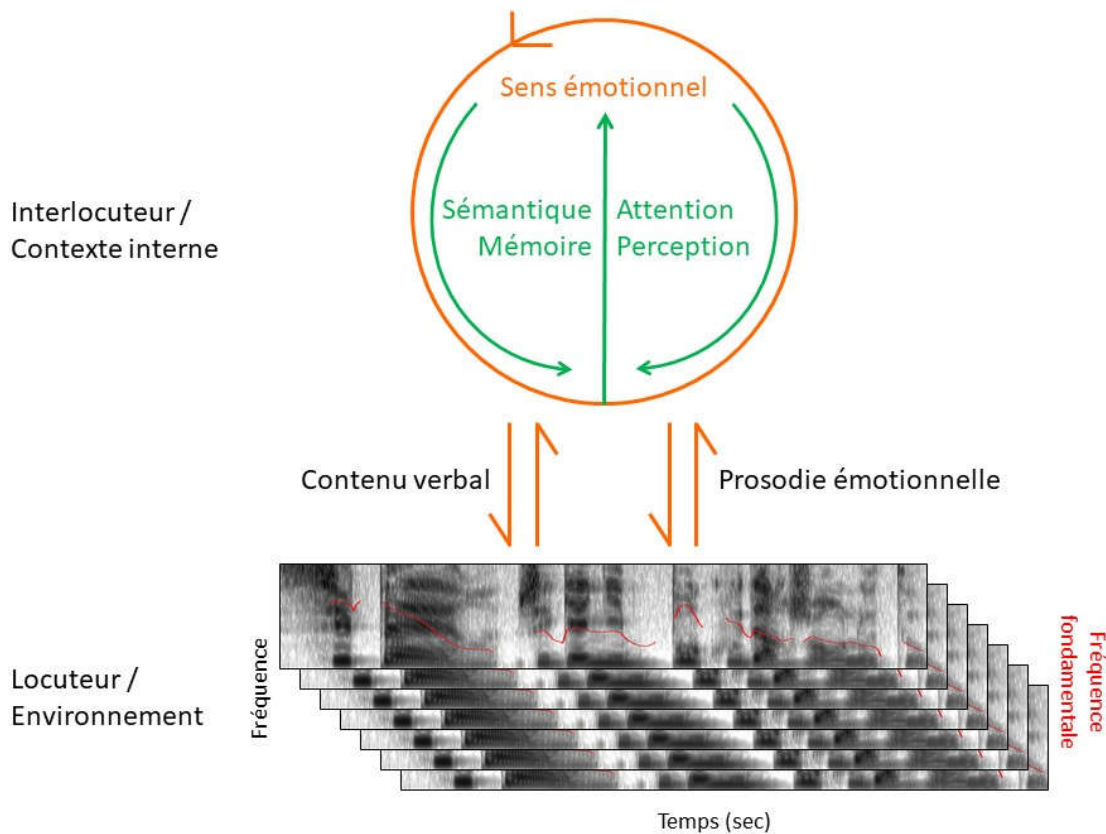 Sens émotionnel
Interlocuteur /
Contexte interne
Sémantique
Mémoire
Attention
Perception
Contenu verbal
Prosodie émotionnelle
Locuteur /
Environnement
Fréquence
Fréquence
fondamentale
Temps (sec)